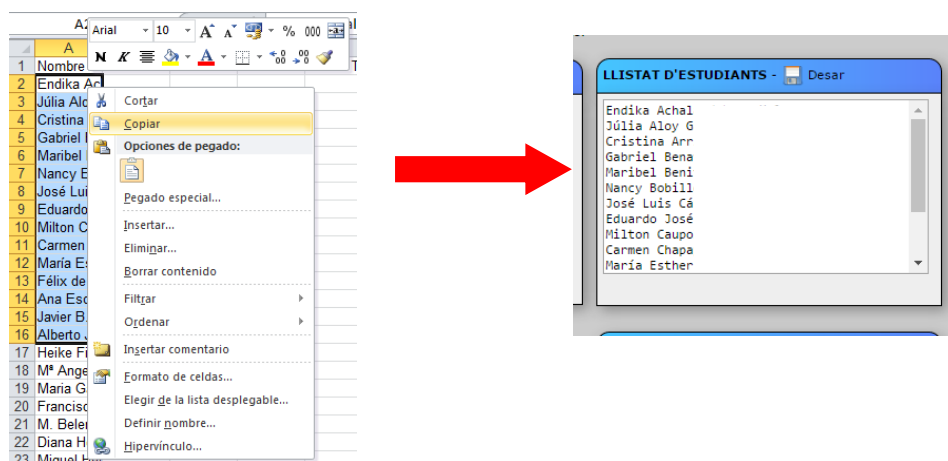 Arial 10 % 000
N K A
A
1 Nombre
2 Endika Ac
3 Júlia Alo
4 Cristina
5 Gabriel
6 Maribel
7 Nancy B
8 José Lui
9 Eduardo
10 Milton C
11 Carmen
12 María Es
13 Félix de
14 Ana Esc
15 Javier B.
16 Alberto
17 Heike Fi
18 Mª Ange
19 Maria G
20 Francisc
21 M. Bele
22 Diana H
23 Miguel
Cortar
Copiar
Opciones de pegado:
Pegado especial...
Insertar...
Eliminar...
Borrar contenido
Filtrar
Ordenar
Insertar comentario
Formato de celdas...
Elegir de la lista desplegable...
Definir nombre...
Hipervínculo...
LLISTAT D'ESTUDIANTS - Desar
Endika Achal
Júlia Aloy G
Cristina Arr
Gabriel Bena
Maribel Beni
Nancy Bobill
José Luis Cá
Eduardo José
Milton Caupo
Carmen Chapa
María Esther